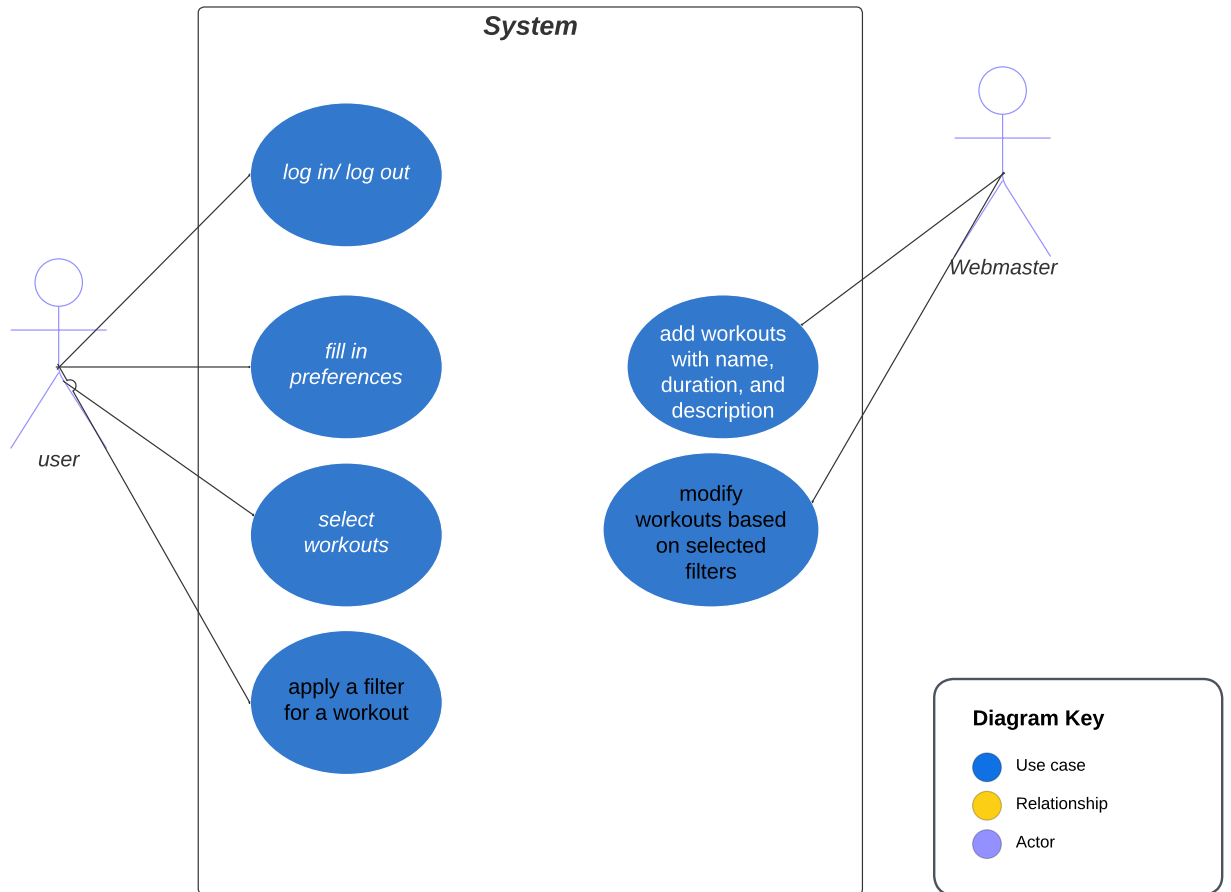 System
log in/ log out
fill in
preferences
select
workouts
apply a filter
for a workout
user
add workouts
with name,
duration, and
description
modify
workouts based
on selected
filters
Webmaster
Diagram Key
Use case
Relationship
Actor